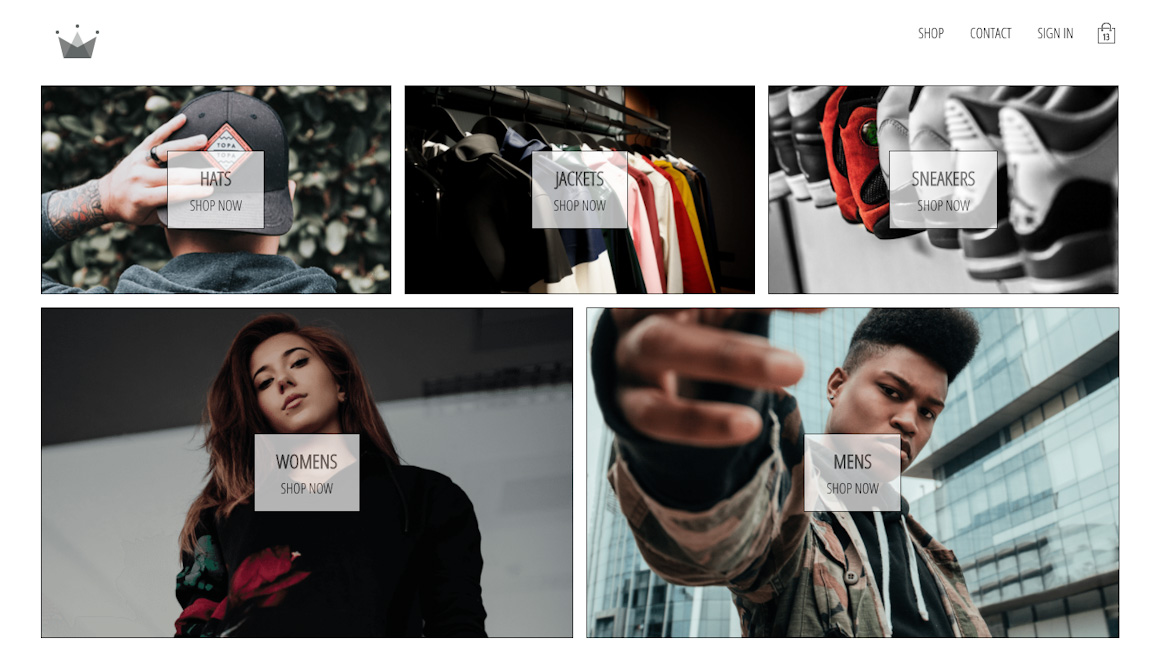 SHOP
CONTACT
SIGN IN
13
TOPA
TOPA
HATS
SHOP NOW
JACKETS
SHOP NOW
SNEAKERS
SHOP NOW
WOMENS
SHOP NOW
MENS
SHOP NOW